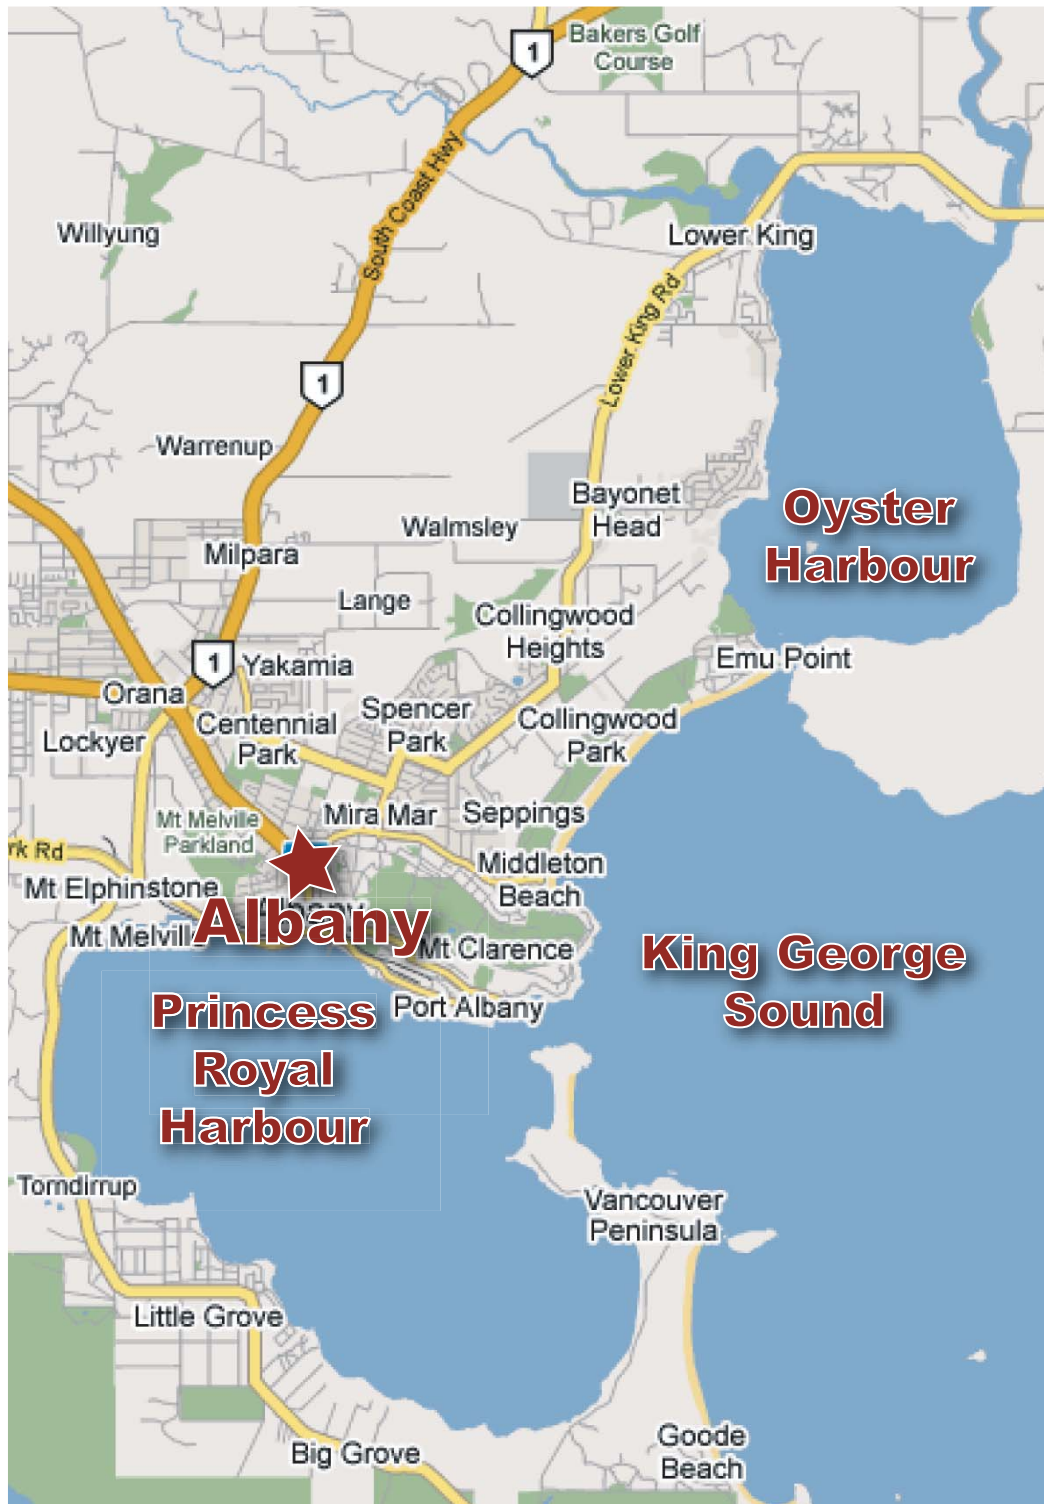 1
Bakers Golf
Course
South Coast Hwy
Willyung
Lower King
Lower King Rd
1
Warrenup
Bayonet
Head
Oyster
Harbour
Walmsley
Milpara
Lange
Collingwood
Heights
1
Yakamia
Emu Point
Orana
Centennial
Park
Spencer
Park
Collingwood
Park
Lockyer
Mt Melville
Parkland
Mira Mar
Seppings
rk Rd
Middleton
Beach
Mt Elphinstone
Albany
Albany
Mt Melville
Mt Clarence
King George
Sound
Port Albany
Princess
Royal
Harbour
Torndirrup
Vancouver
Peninsula
Little Grove
Big Grove
Goode
Beach